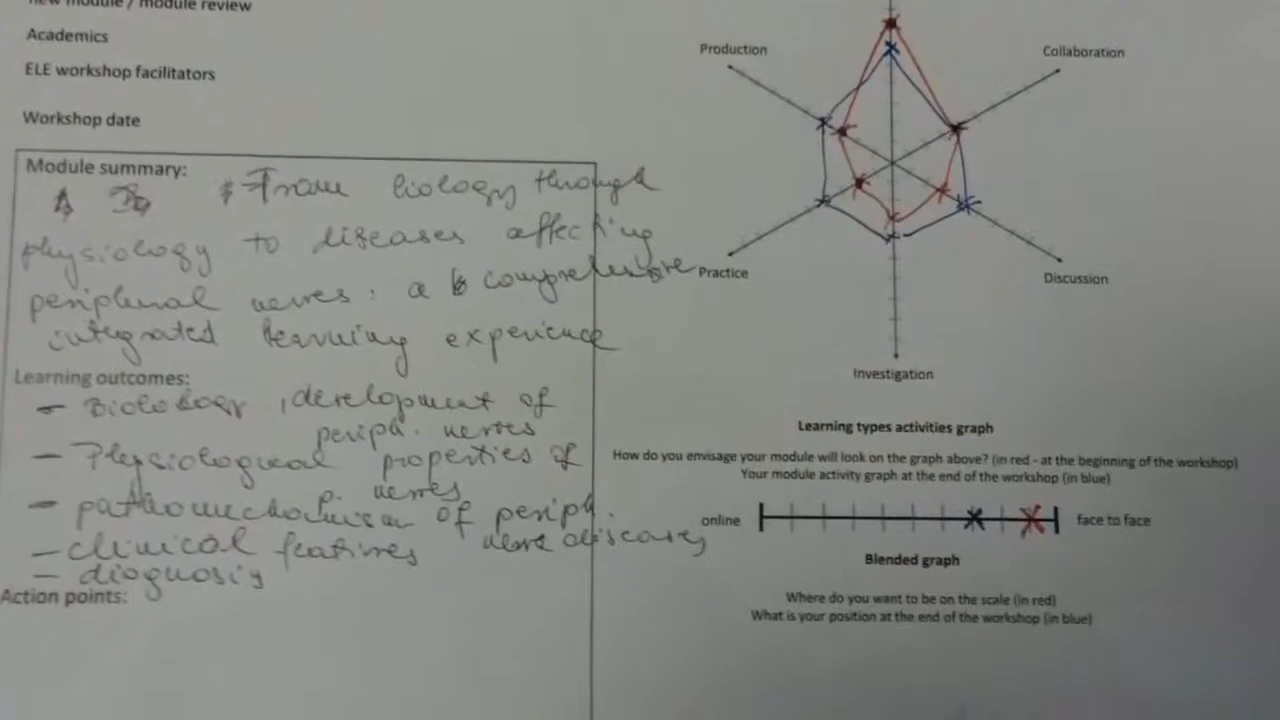 new module / module review
Academics
ELE workshop facilitators
Workshop date
Module summary:
From biology through
physiology to diseases affecting
peripheral nerves: a comprehensive
integrated learning experience
Learning outcomes:
- Biology, development of
periph. nerves
- Physiological properties of
p. nerves
- pathomechanism of periph.
nerve diseases
- clinical features
- diagnosis
Action points:
Production
Collaboration
Practice
Discussion
Investigation
Learning types activities graph
How do you envisage your module will look on the graph above? (in red - at the beginning of the workshop)
Your module activity graph at the end of the workshop (in blue)
online
face to face
Blended graph
Where do you want to be on the scale (in red)
What is your position at the end of the workshop (in blue)